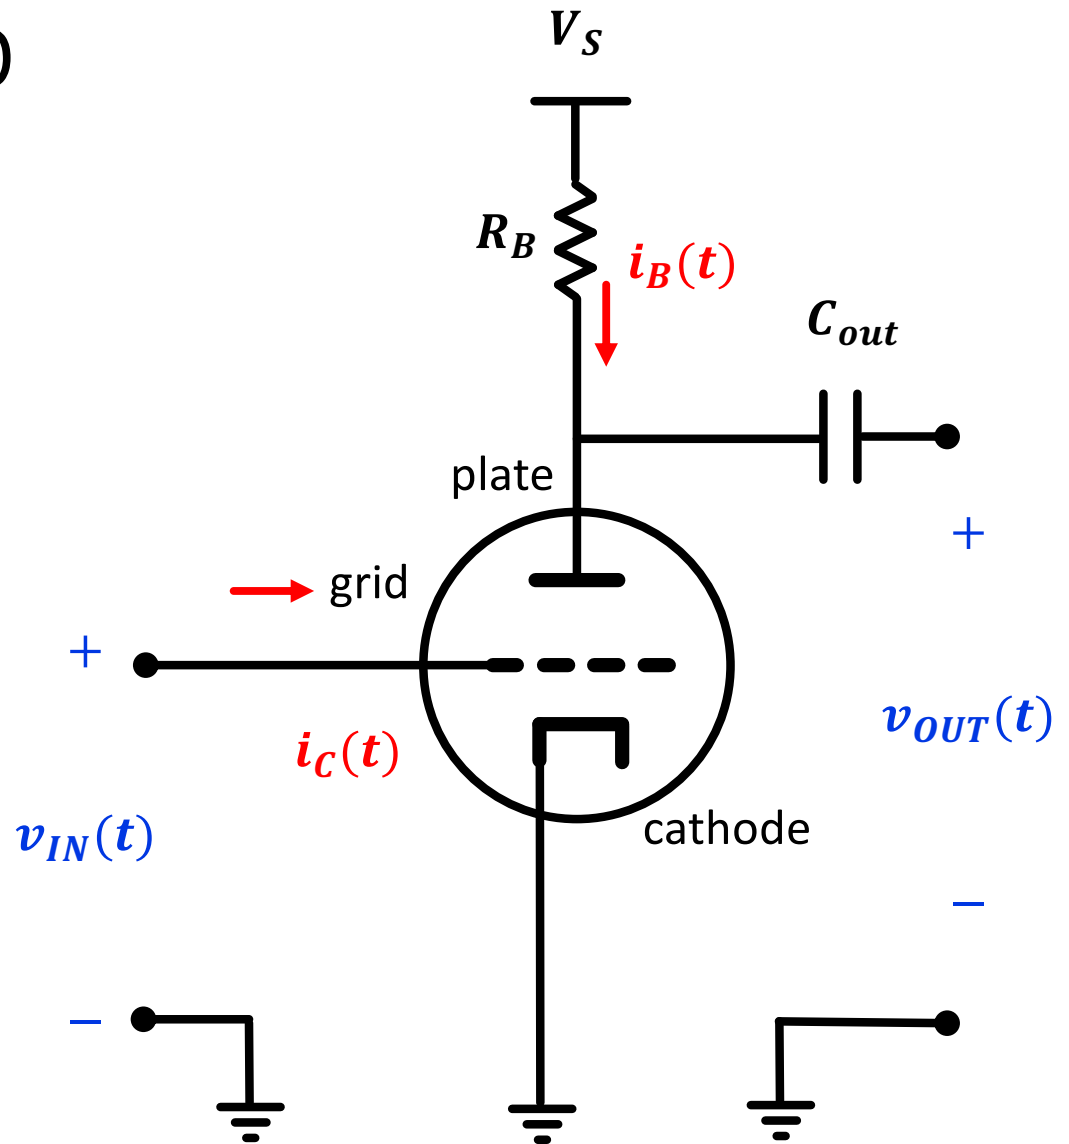 )
V_S
R_B
i_B(t)
C_out
plate
grid
+
+
v_OUT(t)
i_C(t)
v_IN(t)
cathode
−
−